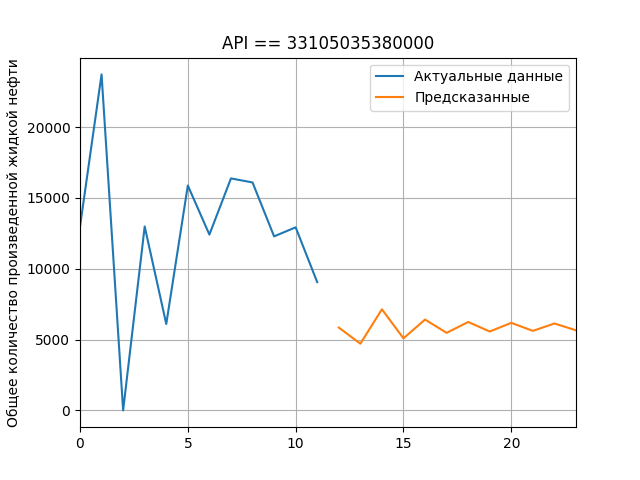 API == 33105035380000
Общее количество произведенной жидкой нефти
Актуальные данные
Предсказанные
20000
15000
10000
5000
0
0 5 10 15 20